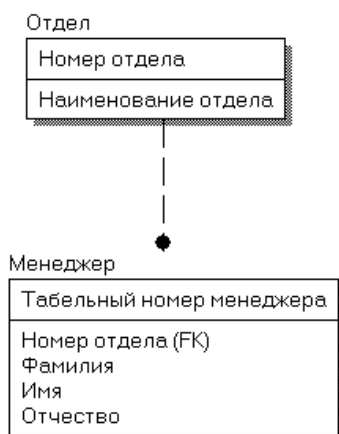 Отдел
Номер отдела
Наименование отдела
Менеджер
Табельный номер менеджера
Номер отдела (FK)
Фамилия
Имя
Отчество